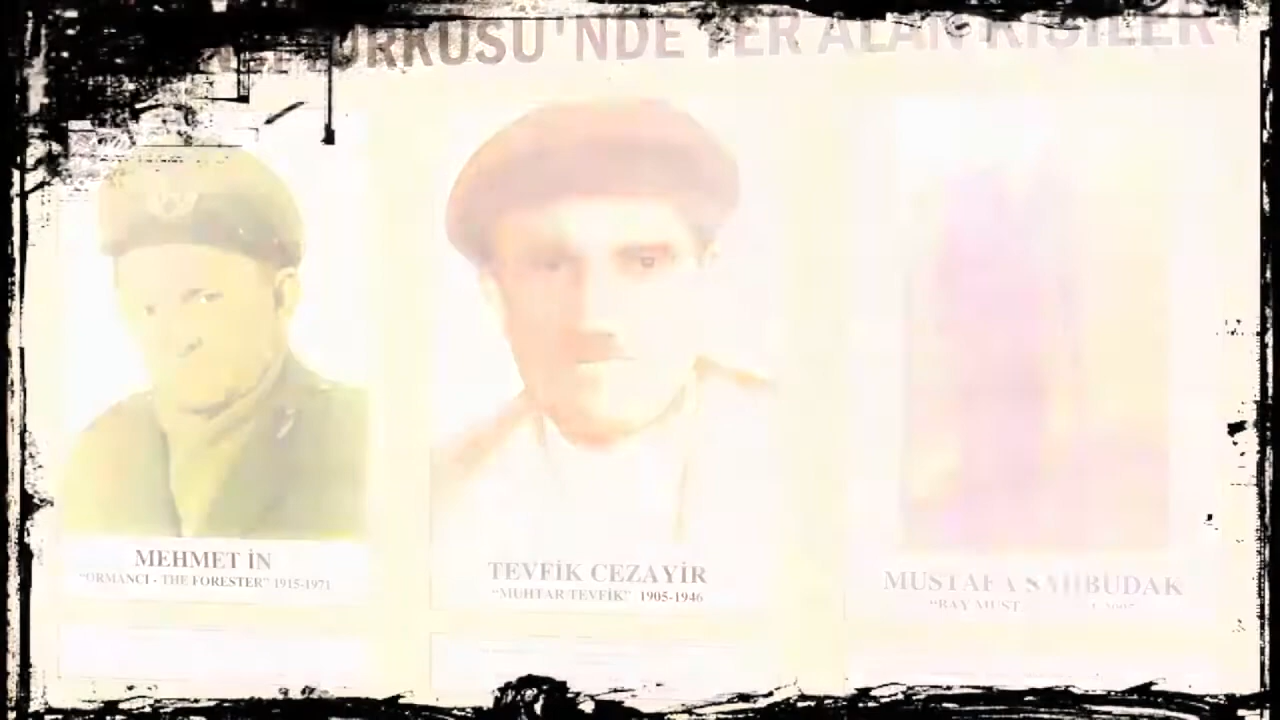 TÜRKÜSÜ'NDE YER ALAN KİŞİLER
MEHMET İN
"ORMANCI - THE FORESTER" 1915-1971
TEVFİK CEZAYİR
"MUHTAR TEVFİK" 1905-1946
MUSTAFA ŞAHBUDAK